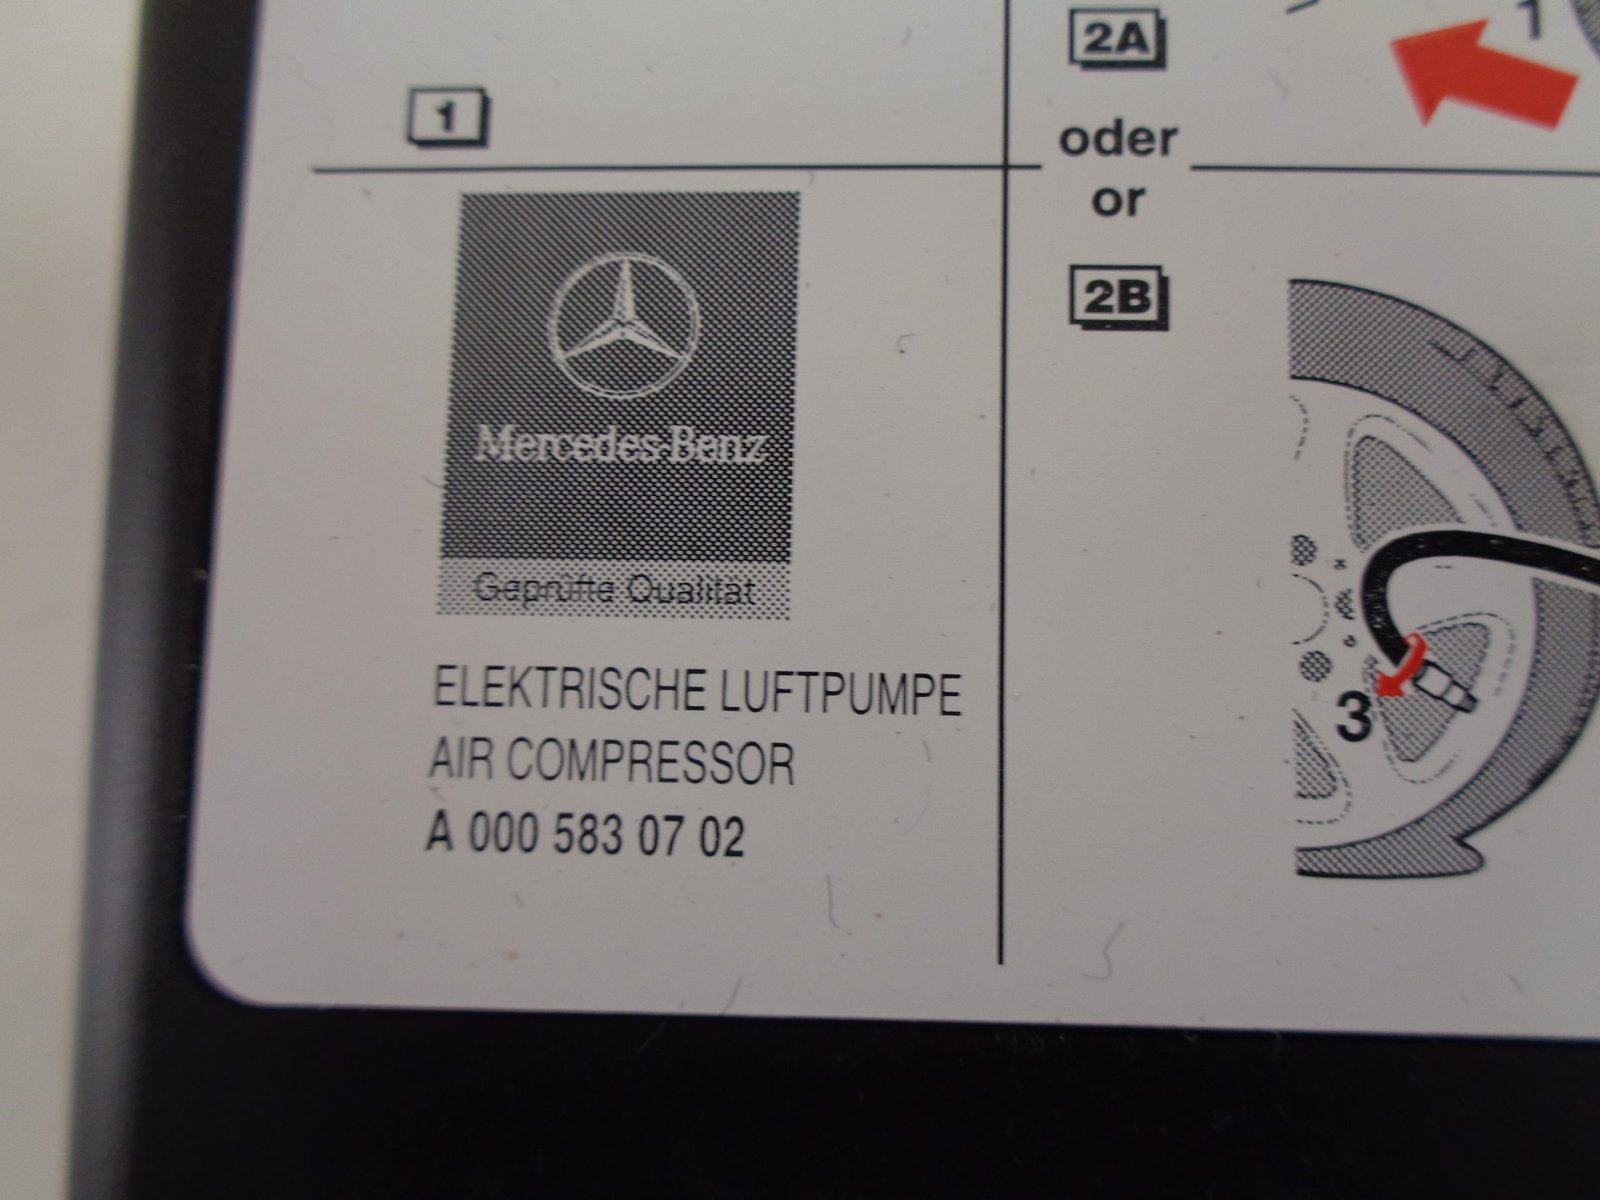 1
Mercedes-Benz
Geprüfte Qualität
ELEKTRISCHE LUFTPUMPE
AIR COMPRESSOR
A 000 583 07 02
2A
oder
or
2B
1
3